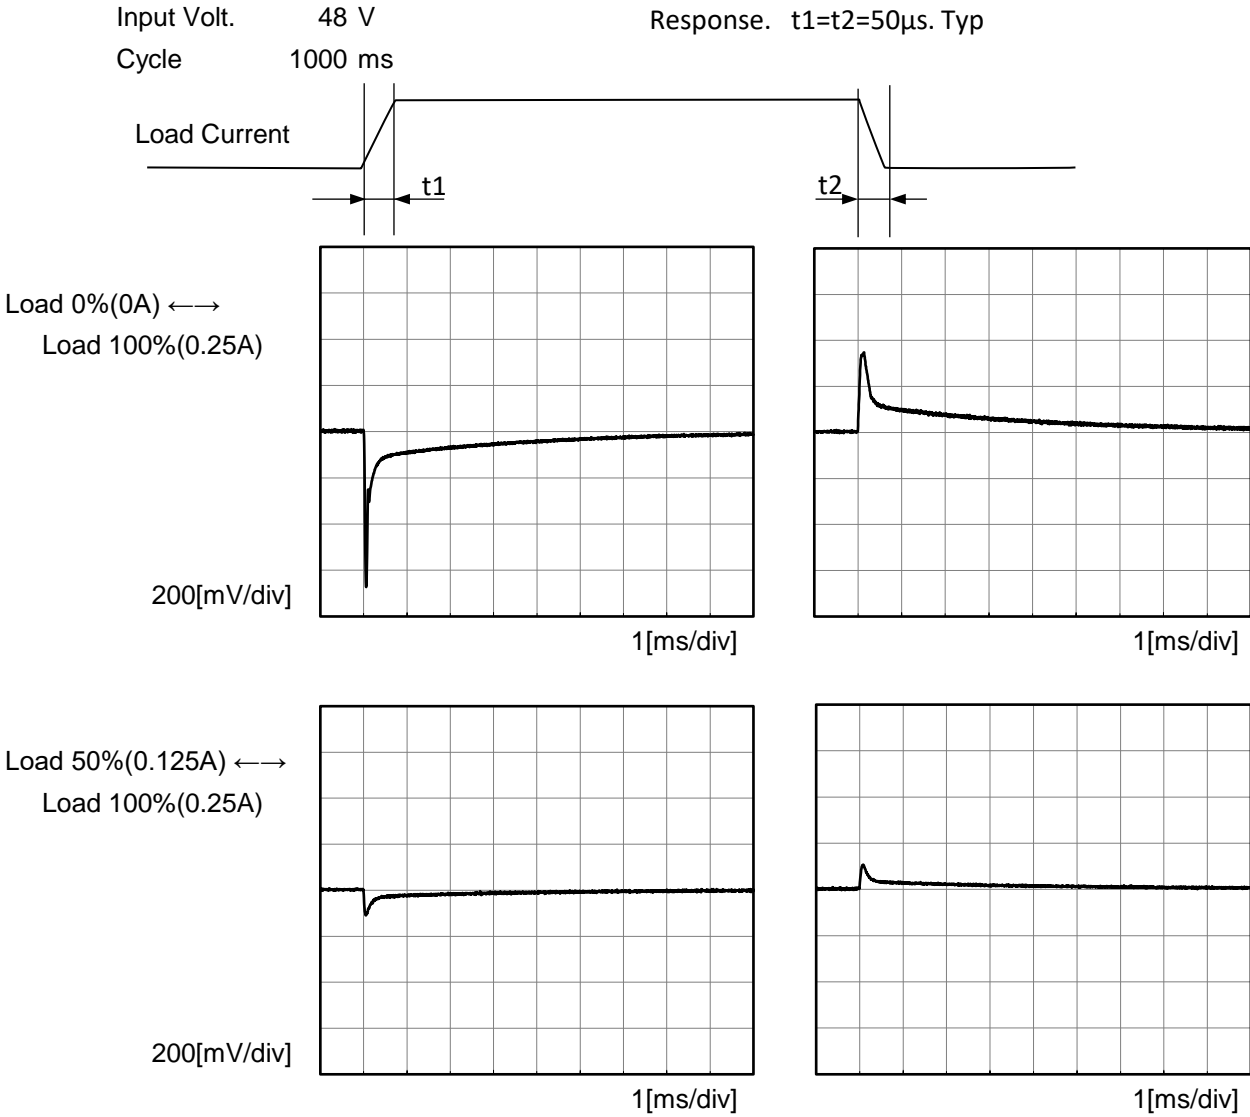 Input Volt. 48 V
Response. t1=t2=50µs. Typ
Cycle 1000 ms
Load Current
t1
t2
Load 0%(0A) ←→
Load 100%(0.25A)
200[mV/div]
1[ms/div]
1[ms/div]
Load 50%(0.125A) ←→
Load 100%(0.25A)
200[mV/div]
1[ms/div]
1[ms/div]